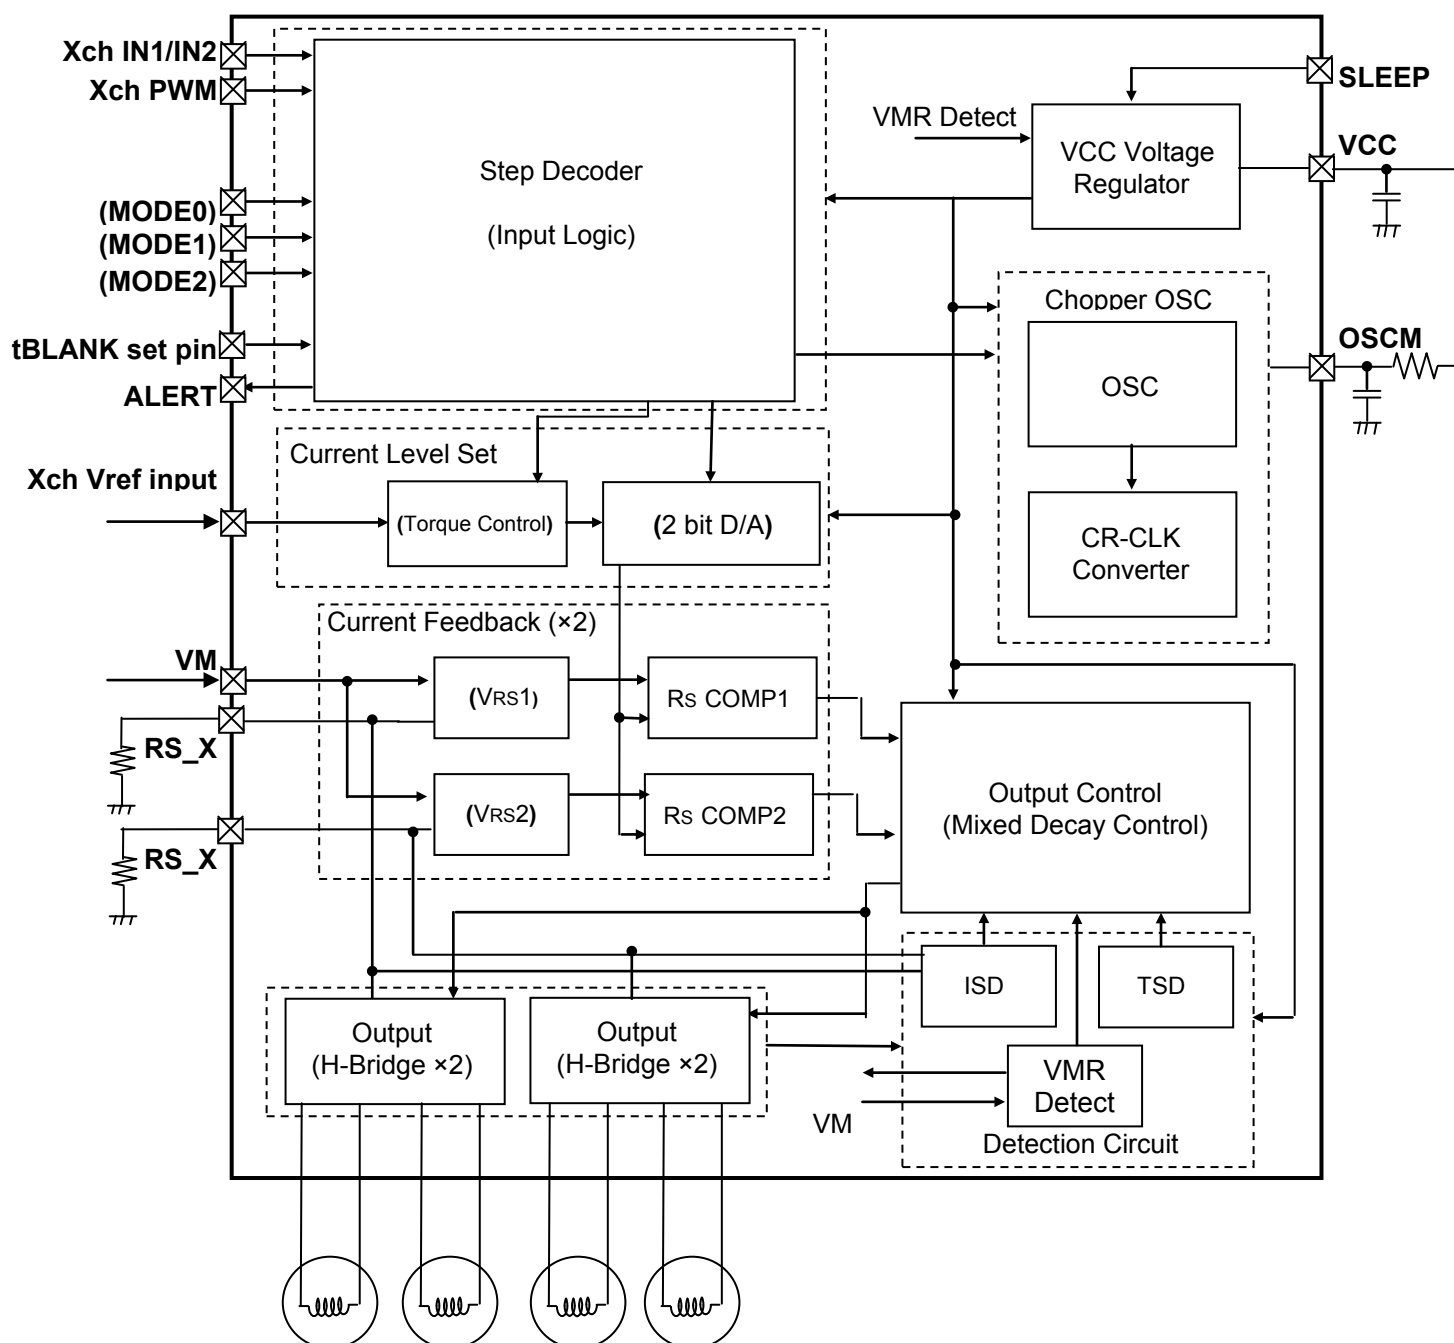 Xch IN1/IN2
Xch PWM
(MODE0)
(MODE1)
(MODE2)
tBLANK set pin
ALERT
Xch Vref input
VM
RS_X
RS_X
Step Decoder
(Input Logic)
VMR Detect
VCC Voltage
Regulator
SLEEP
VCC
Chopper OSC
OSC
CR-CLK
Converter
OSCM
Current Level Set
(Torque Control)
(2 bit D/A)
Current Feedback (×2)
(VRS1)
RS COMP1
(VRS2)
RS COMP2
Output Control
(Mixed Decay Control)
ISD
TSD
VMR
Detect
Detection Circuit
VM
Output
(H-Bridge ×2)
Output
(H-Bridge ×2)